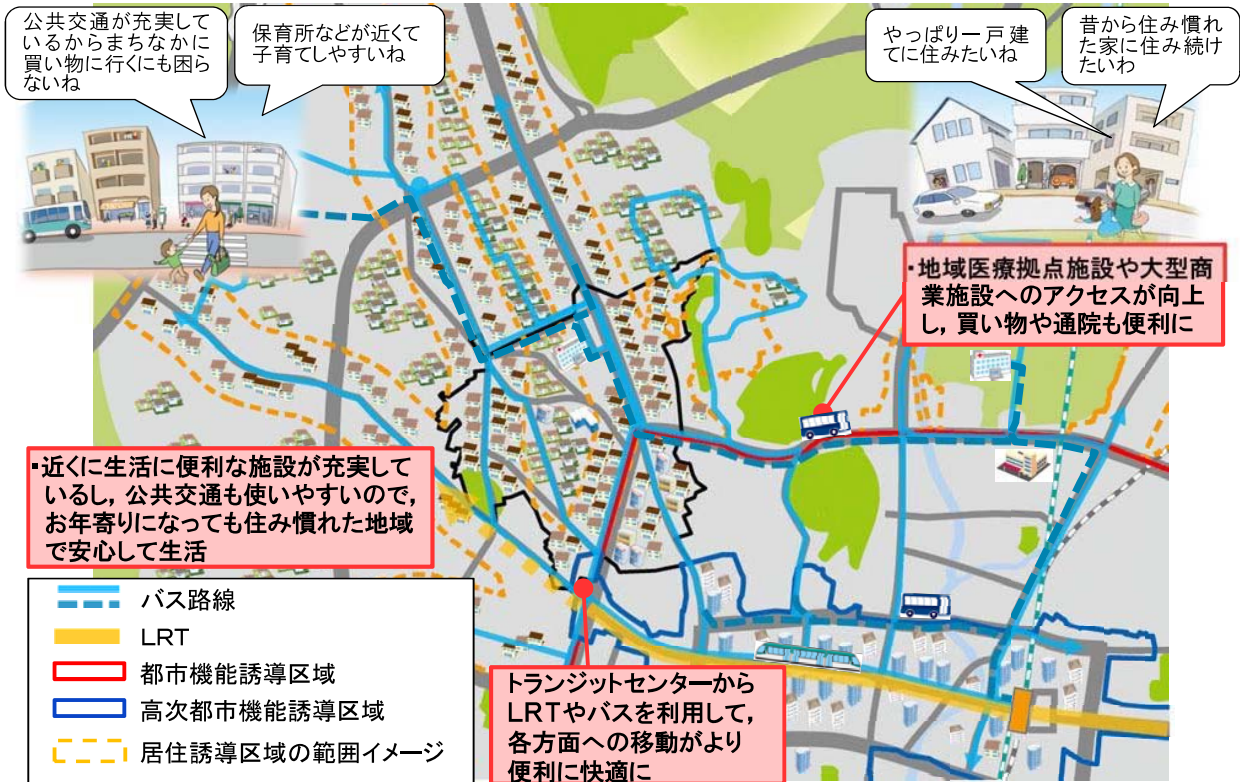 公共交通が充実して
いるからまちなかに
買い物に行くにも困ら
ないね
保育所などが近くて
子育てしやすいね
やっぱり一戸建
てに住みたいね
昔から住み慣れ
た家に住み続け
たいわ
・地域医療拠点施設や大型商
業施設へのアクセスが向上
し，買い物や通院も便利に
・近くに生活に便利な施設が充実して
いるし，公共交通も使いやすいので，
お年寄りになっても住み慣れた地域
で安心して生活
バス路線
LRT
都市機能誘導区域
高次都市機能誘導区域
居住誘導区域の範囲イメージ
トランジットセンターから
LRTやバスを利用して，
各方面への移動がより
便利に快適に